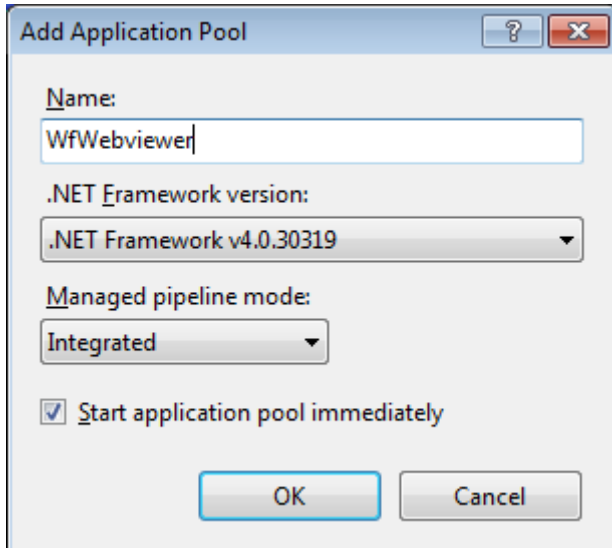 Add Application Pool
?
Name:
WfWebviewer
.NET Framework version:
.NET Framework v4.0.30319
Managed pipeline mode:
Integrated
Start application pool immediately
OK Cancel